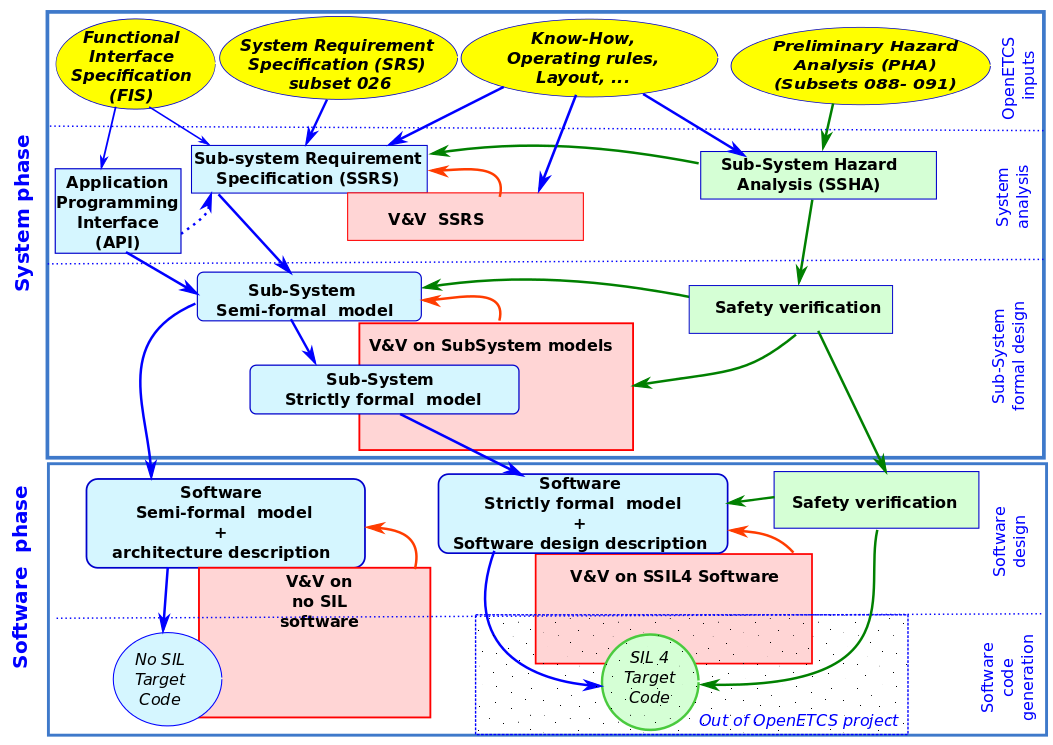 Functional
Interface
Specification
(FIS)
System Requirement
Specification (SRS)
subset 026
Know-How,
Operating rules,
Layout, ...
Preliminary Hazard
Analysis (PHA)
(Subsets 088- 091)
OpenETCS
inputs
System phase
Application
Programming
Interface
(API)
Sub-system Requirement
Specification (SSRS)
V&V SSRS
Sub-System Hazard
Analysis (SSHA)
System
analysis
Sub-System
Semi-formal model
V&V on SubSystem models
Sub-System
Strictly formal model
Safety verification
Sub-System
formal design
Software phase
Software
Semi-formal model
+
architecture description
V&V on
no SIL
software
Software
Strictly formal model
+
Software design description
V&V on SSIL4 Software
Safety verification
Software
design
No SIL
Target
Code
SIL 4
Target
Code
Out of OpenETCS project
Software
code
generation